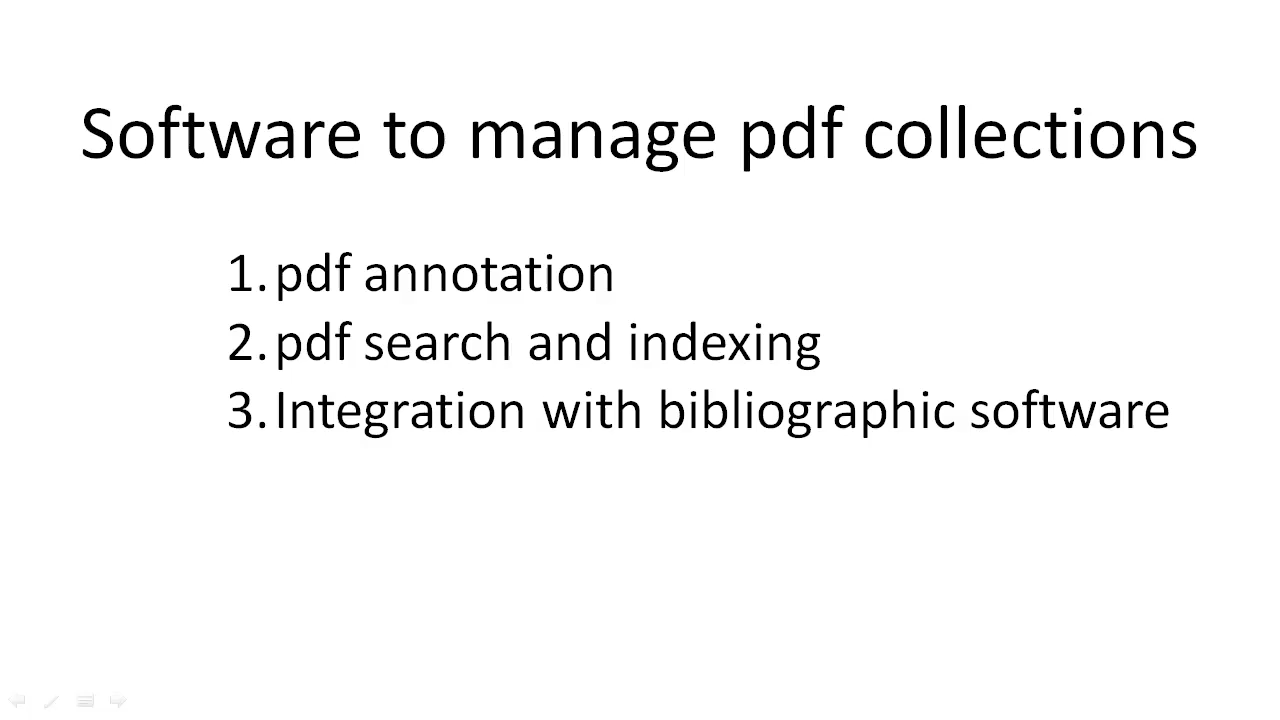 Software to manage pdf collections
1. pdf annotation
2. pdf search and indexing
3. Integration with bibliographic software